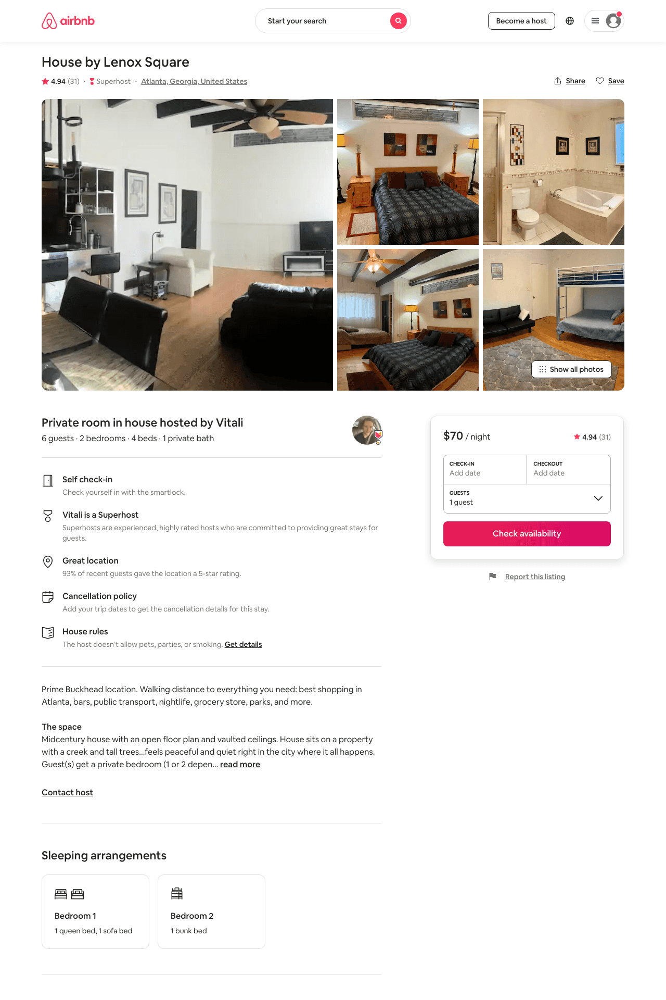 airbnb
Start your search
Become a host
House by Lenox Square
4.94 (31) · Superhost · Atlanta, Georgia, United States
Share
Save
Show all photos
Private room in house hosted by Vitali
6 guests · 2 bedrooms · 4 beds · 1 private bath
Self check-in
Check yourself in with the smartlock.
Vitali is a Superhost
Superhosts are experienced, highly rated hosts who are committed to providing great stays for
guests.
Great location
93% of recent guests gave the location a 5-star rating.
Cancellation policy
Add your trip dates to get the cancellation details for this stay.
House rules
The host doesn't allow pets, parties, or smoking. Get details
$70 / night
4.94 (31)
CHECK-IN
Add date
CHECKOUT
Add date
GUESTS
1 guest
Check availability
Report this listing
Prime Buckhead location. Walking distance to everything you need: best shopping in
Atlanta, bars, public transport, nightlife, grocery store, parks, and more.
The space
Midcentury house with an open floor plan and vaulted ceilings. House sits on a property
with a creek and tall trees...feels peaceful and quiet right in the city where it all happens.
Guest(s) get a private bedroom (1 or 2 depen... read more
Contact host
Sleeping arrangements
Bedroom 1
1 queen bed, 1 sofa bed
Bedroom 2
1 bunk bed